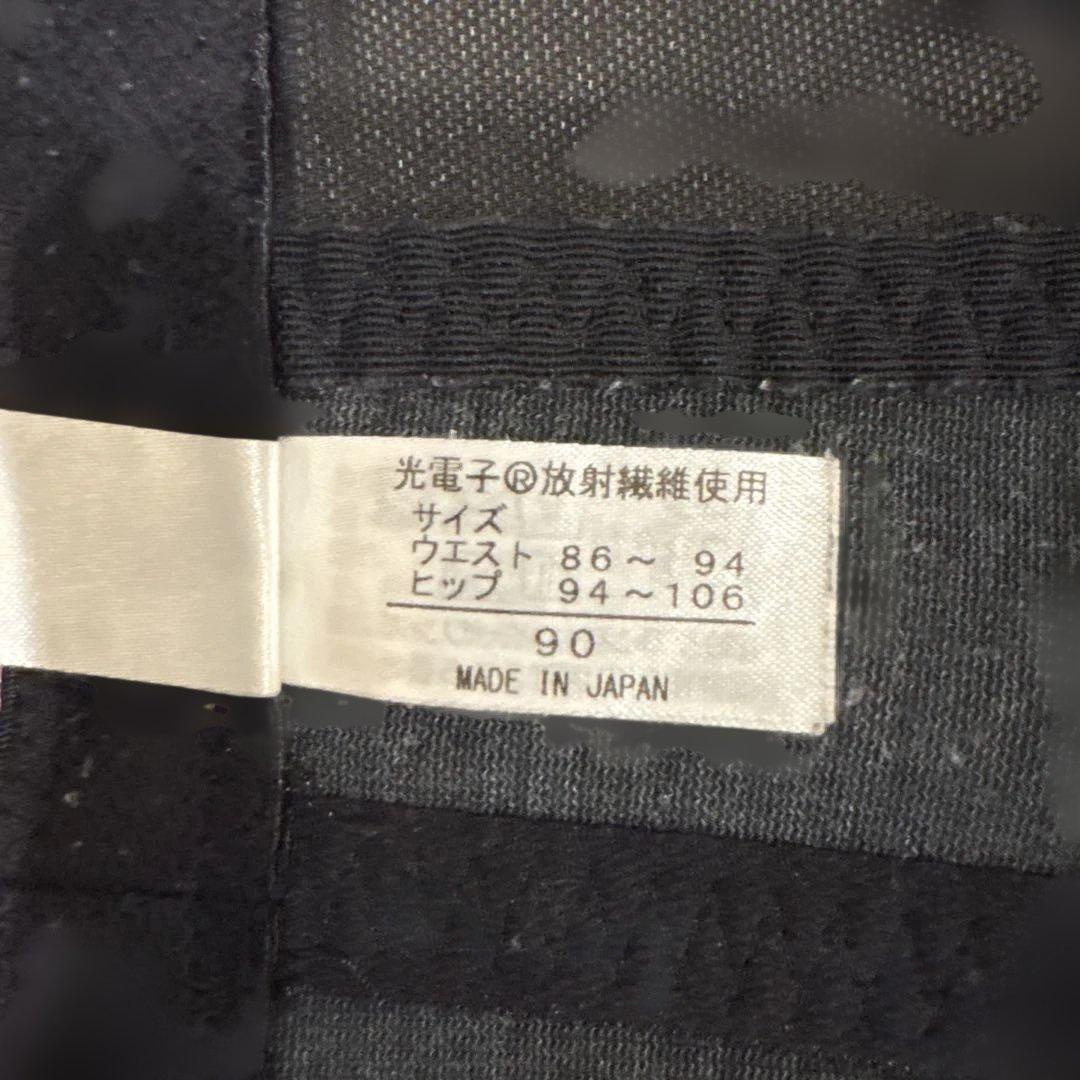 光電子®放射繊維使用
サイズ
ウエスト 86～ 94
ヒップ 94～106
90
MADE IN JAPAN